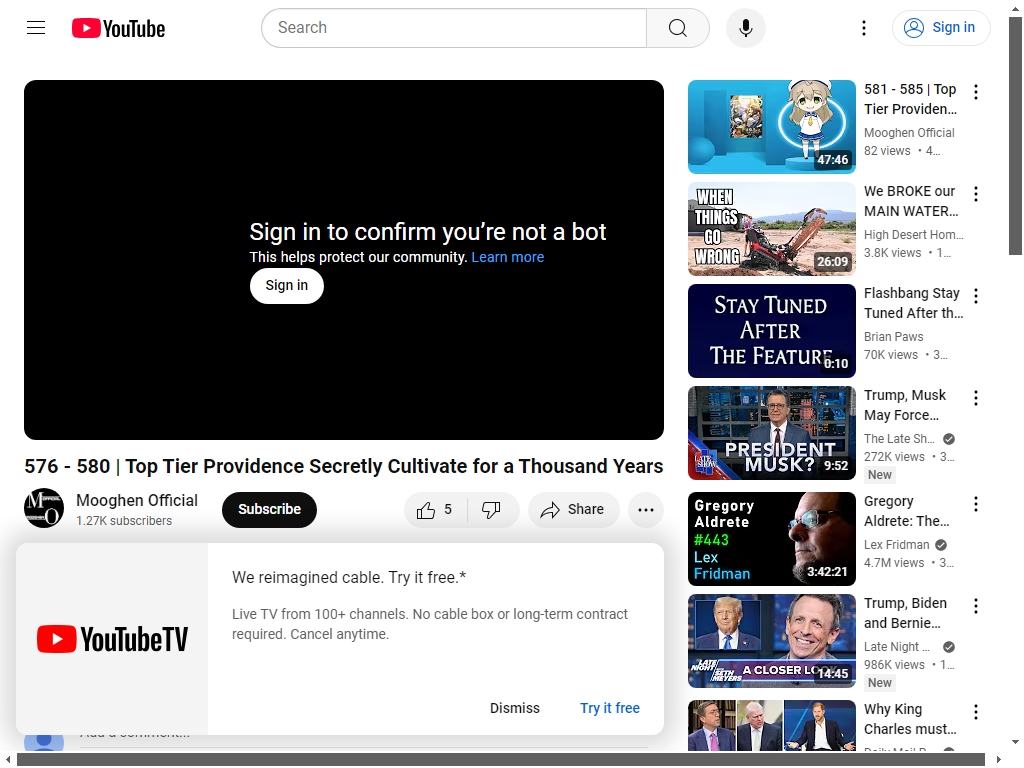 YouTube
Search
Sign in
Sign in to confirm you're not a bot
This helps protect our community. Learn more
Sign in
576 - 580 | Top Tier Providence Secretly Cultivate for a Thousand Years
Mooghen Official
1.27K subscribers
Subscribe
5
Share
We reimagined cable. Try it free.*
Live TV from 100+ channels. No cable box or long-term contract
required. Cancel anytime.
YouTubeTV
Dismiss
Try it free
Add a comment...
581 - 585 | Top
Tier Providen...
Mooghen Official
82 views • 4...
47:46
WHEN
THINGS
GO
WRONG
26:09
We BROKE our
MAIN WATER...
High Desert Hom...
3.8K views • 1...
STAY TUNED
AFTER
THE FEATURE
0:10
Flashbang Stay
Tuned After th...
Brian Paws
70K views • 3...
LATE SHOW
PRESIDENT
MUSK?
9:52
Trump, Musk
May Force...
The Late Sh...
272K views • 3...
New
Gregory
Aldrete
#443
Lex
Fridman
3:42:21
Gregory
Aldrete: The...
Lex Fridman
4.7M views • 3...
LATE NIGHT
SETH MEYERS
A CLOSER LOOK
14:45
Trump, Biden
and Bernie...
Late Night ...
986K views • 1...
New
Why King
Charles must...